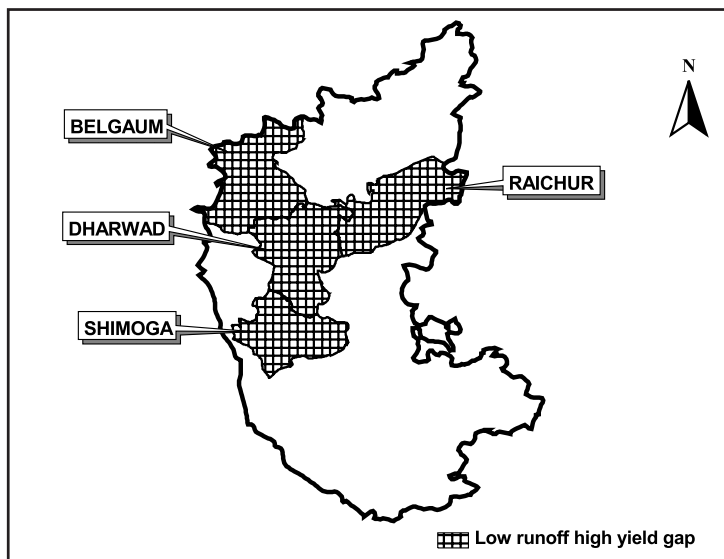 N
BELGAUM
RAICHUR
DHARWAD
SHIMOGA
Low runoff high yield gap